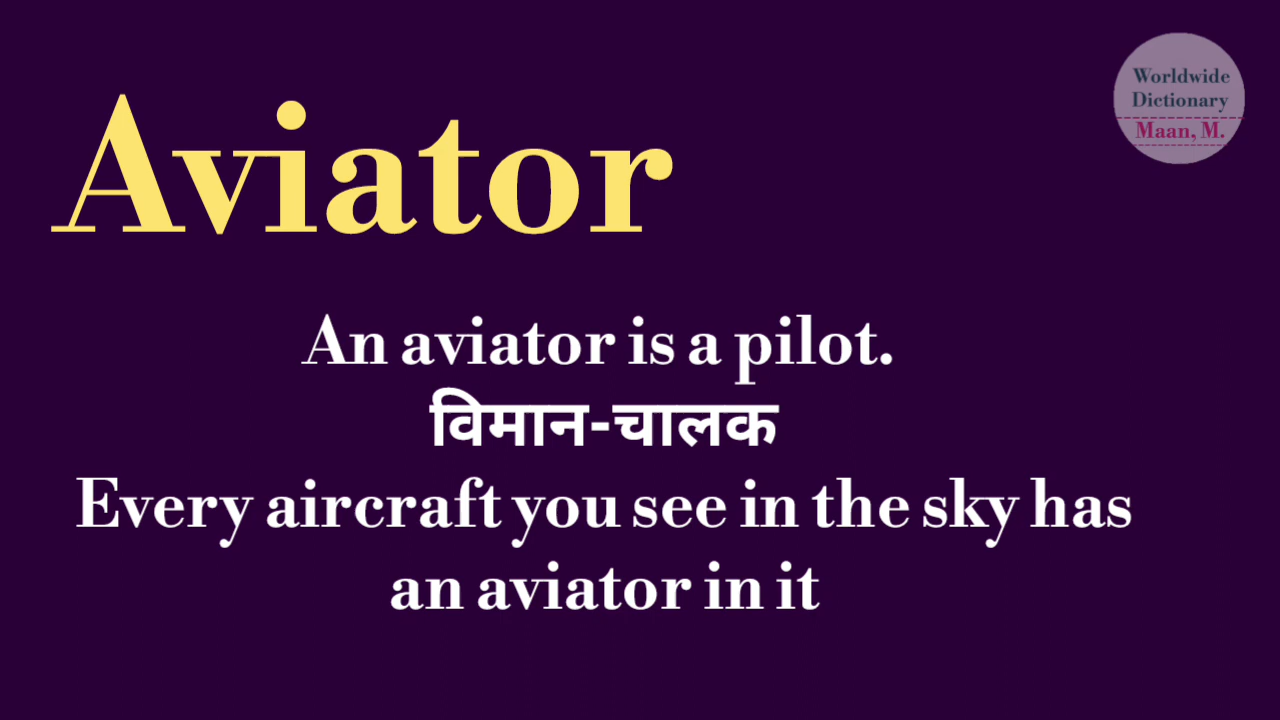 Worldwide
Dictionary
Maan, M.
Aviator
An aviator is a pilot.
विमान-चालक
Every aircraft you see in the sky has
an aviator in it